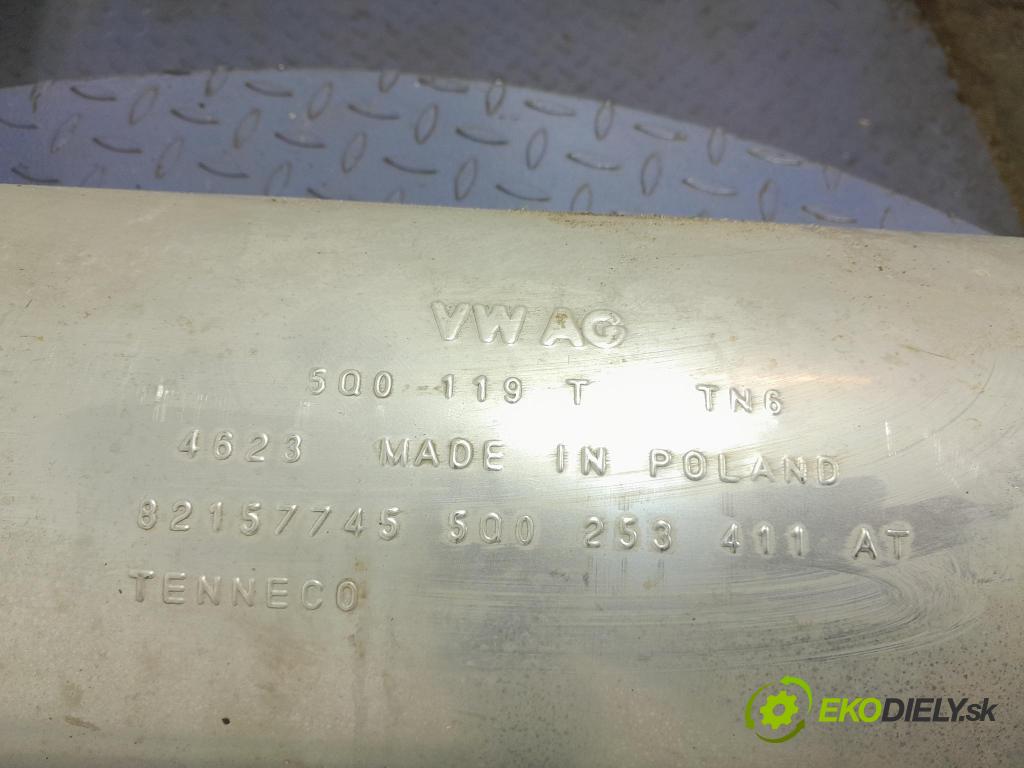 VW AG
5Q0 119 T TN6
4623 MADE IN POLAND
82157745 5Q0 253 411 AT
TENNECO
EKODIELY.sk